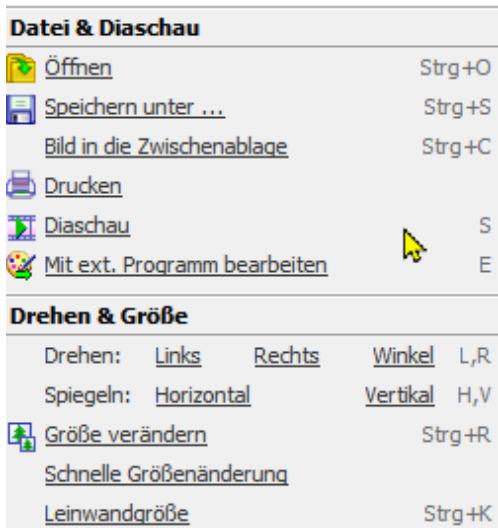 Datei & Diaschau
Öffnen Strg+O
Speichern unter ... Strg+S
Bild in die Zwischenablage Strg+C
Drucken
Diaschau S
Mit ext. Programm bearbeiten E
Drehen & Größe
Drehen: Links Rechts Winkel L,R
Spiegeln: Horizontal Vertikal H,V
Größe verändern Strg+R
Schnelle Größenänderung
Leinwandgröße Strg+K